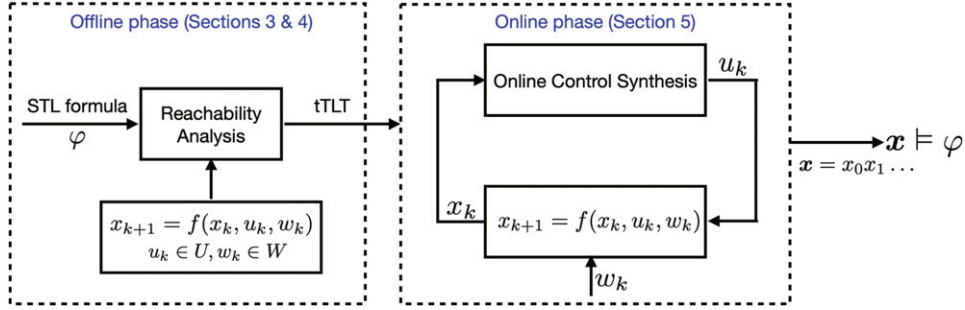 Offline phase (Sections 3 & 4)
STL formula
φ
Reachability
Analysis
tTLT
x_{k+1} = f(x_k, u_k, w_k)
u_k ∈ U, w_k ∈ W
Online phase (Section 5)
Online Control Synthesis
u_k
x_k
x_{k+1} = f(x_k, u_k, w_k)
w_k
x ⊨ φ
x = x_0x_1 …